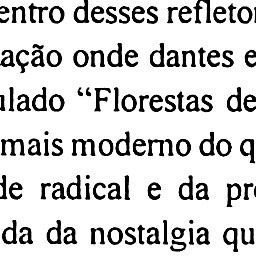 entro desses refleto
ação onde dantes e
ulado “Florestas de
mais moderno do q
de radical e da pr
da da nostalgia qu